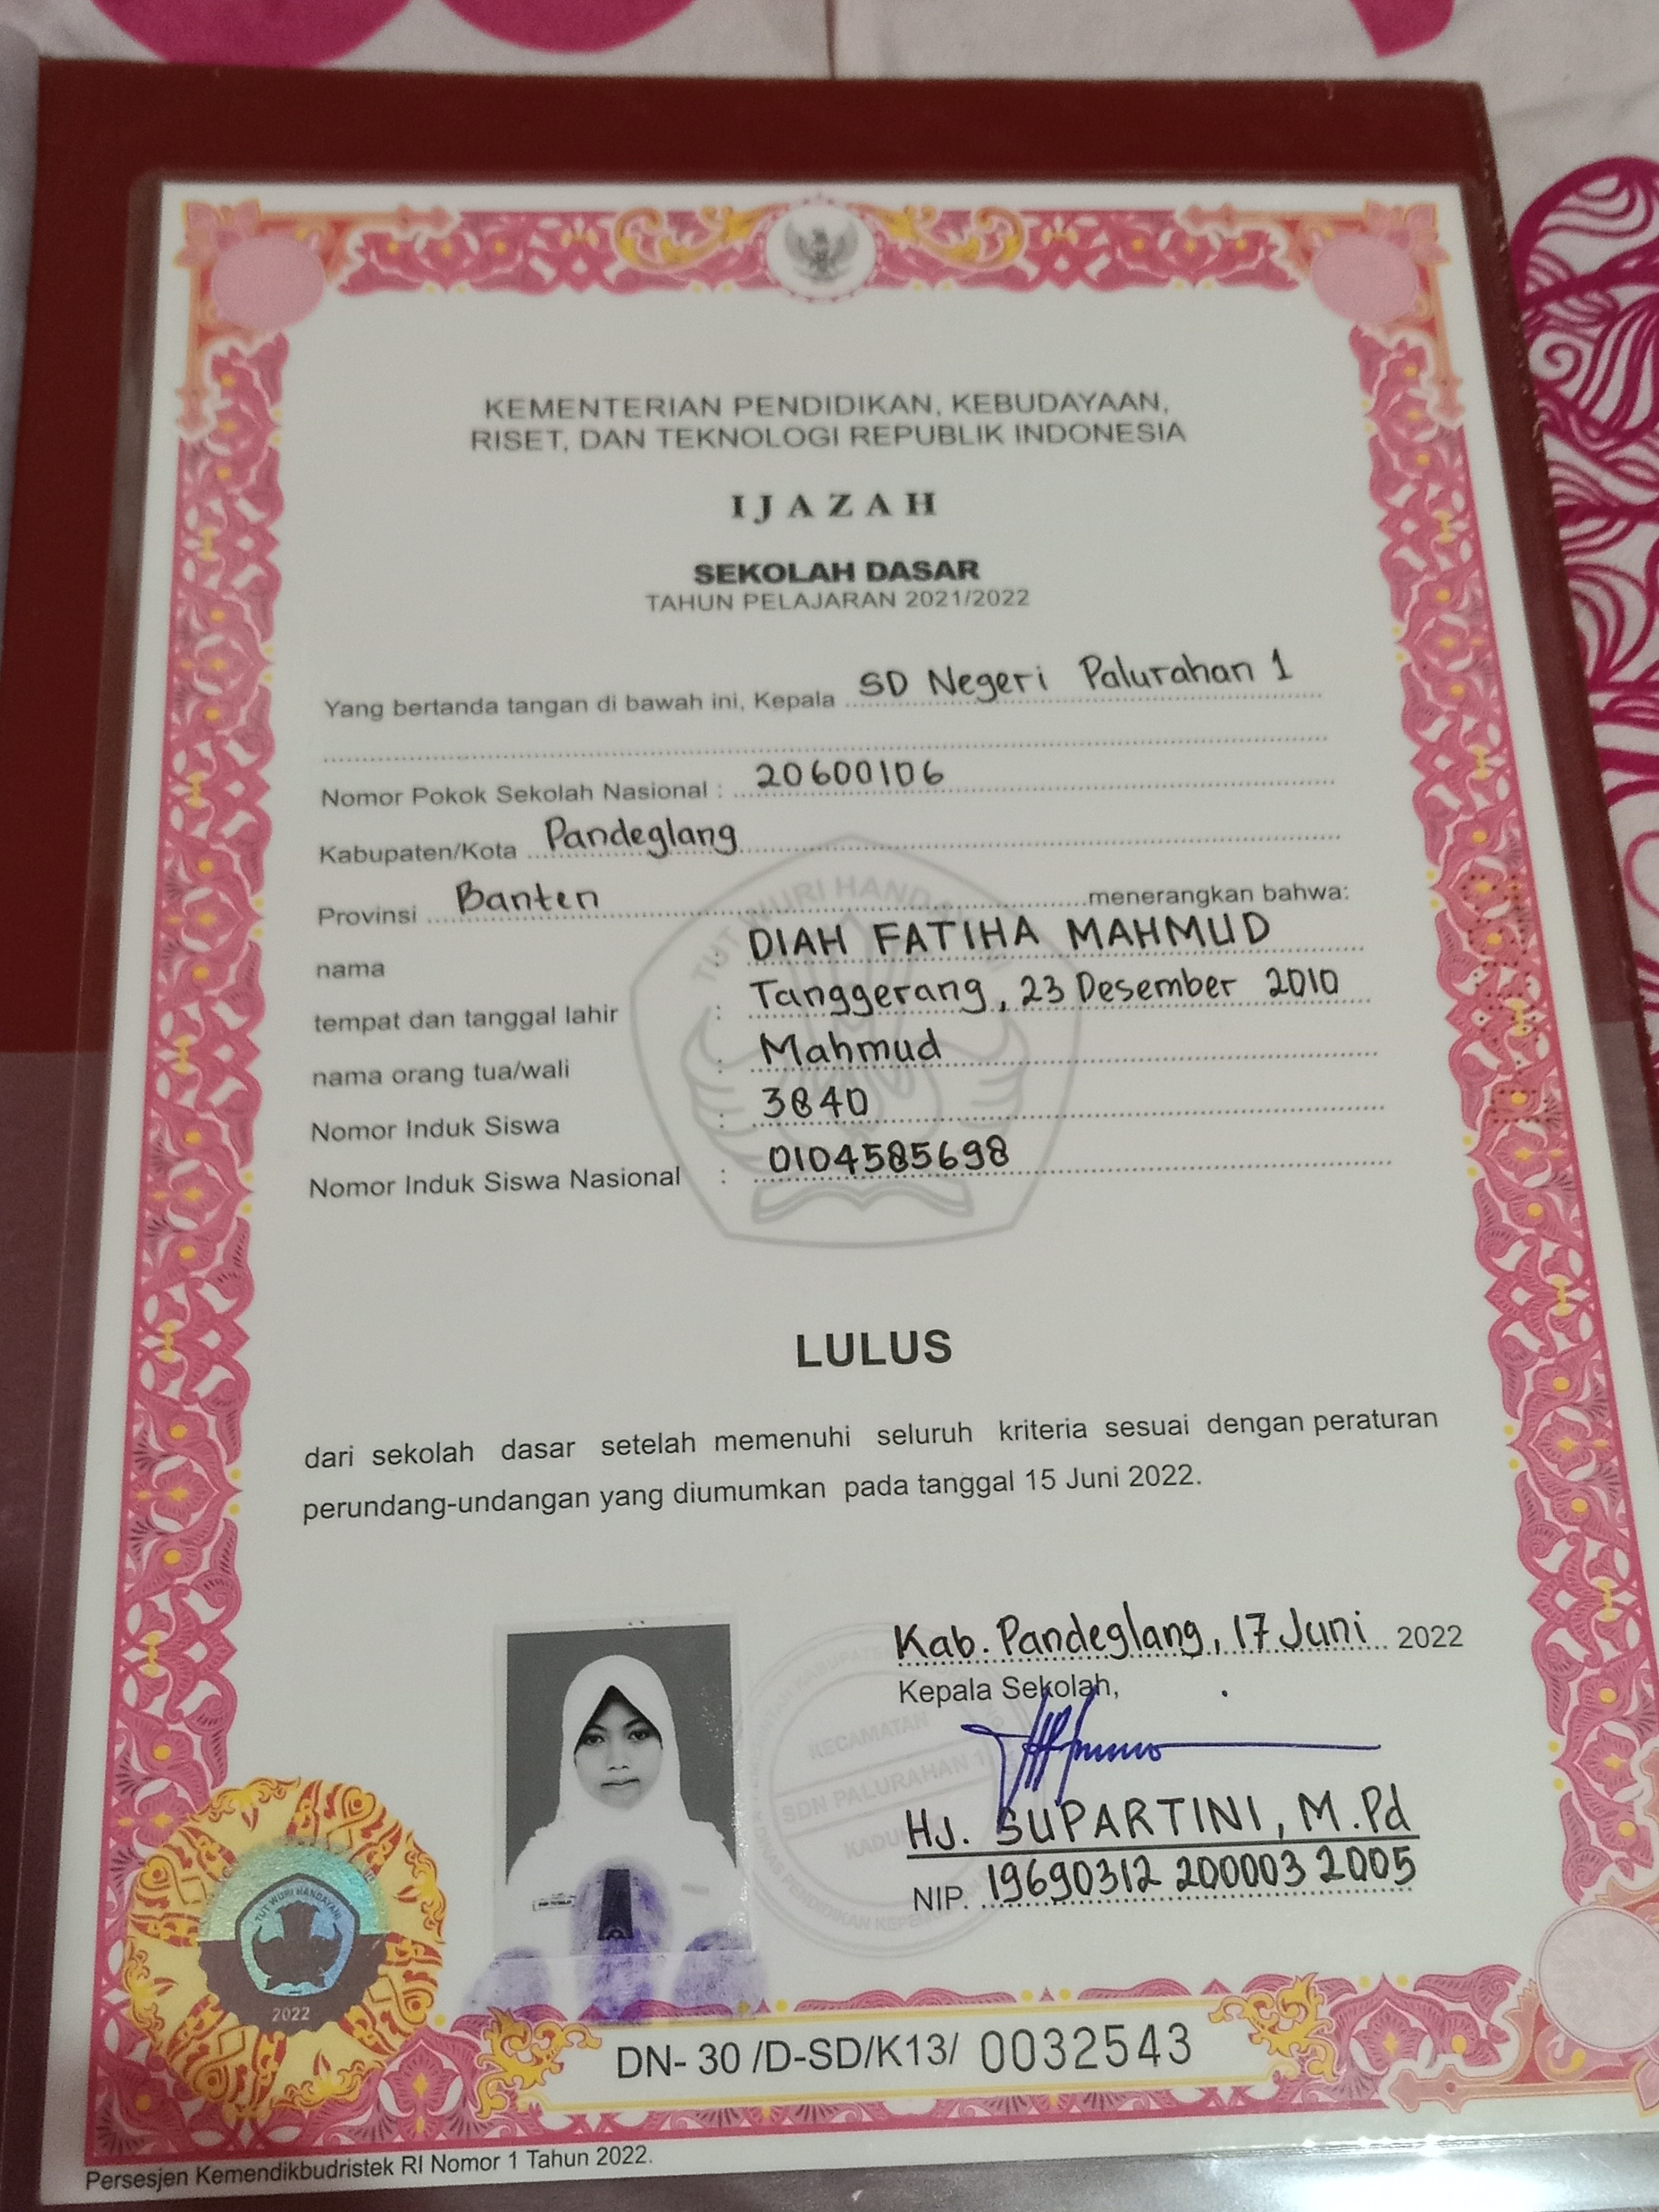 KEMENTERIAN PENDIDIKAN, KEBUDAYAAN,
RISET, DAN TEKNOLOGI REPUBLIK INDONESIA
IJAZAH
SEKOLAH DASAR
TAHUN PELAJARAN 2021/2022
Yang bertanda tangan di bawah ini, Kepala SD Negeri Palurahan 1
Nomor Pokok Sekolah Nasional : 20600106
Kabupaten/Kota Pandeglang
Provinsi Banten menerangkan bahwa:
nama : DIAH FATIHA MAHMUD
tempat dan tanggal lahir : Tanggerang, 23 Desember 2010
nama orang tua/wali : Mahmud
Nomor Induk Siswa : 3840
Nomor Induk Siswa Nasional : 0104585698
TUT WURI HANDAYANI
LULUS
dari sekolah dasar setelah memenuhi seluruh kriteria sesuai dengan peraturan
perundang-undangan yang diumumkan pada tanggal 15 Juni 2022.
Kab. Pandeglang, 17 Juni 2022
Kepala Sekolah,
KECAMATAN
SDN PALURAHAN 1
HJ. SUPARTINI, M.Pd
NIP. 19690312 200003 2005
TUT WURI HANDAYANI
2022
DN- 30 /D-SD/K13/ 0032543
Persesjen Kemendikbudristek RI Nomor 1 Tahun 2022.